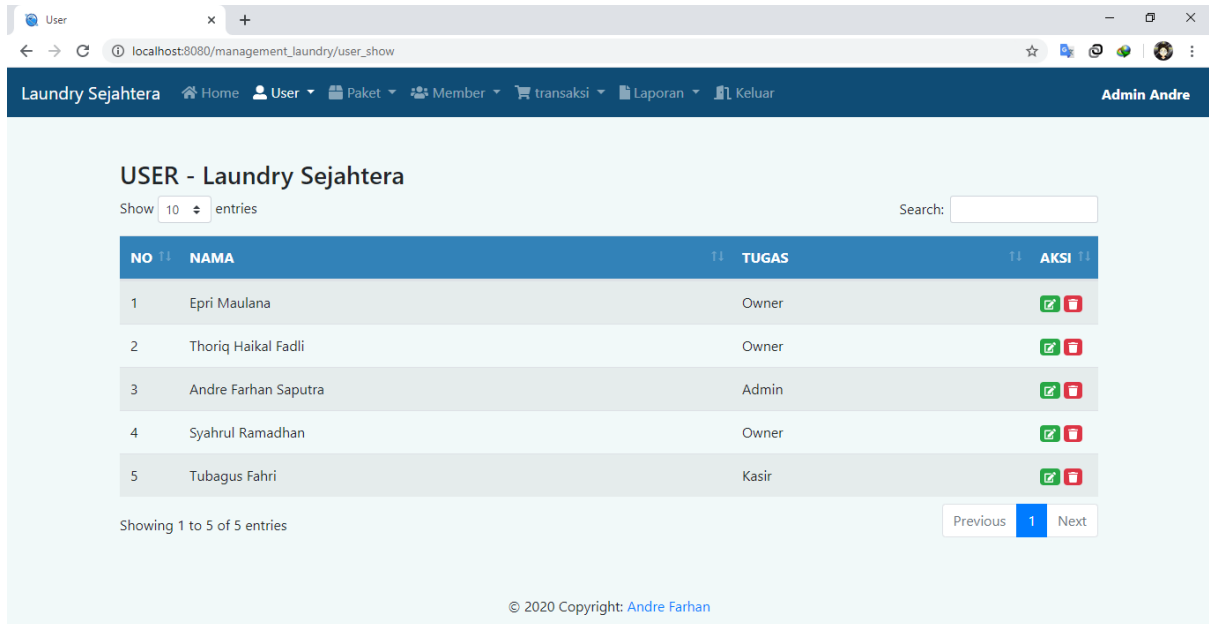 User
localhost:8080/management_laundry/user_show
Laundry Sejahtera Home User Paket Member transaksi Laporan Keluar Admin Andre
USER - Laundry Sejahtera
Show 10 entries Search:
NO NAMA TUGAS AKSI
1 Epri Maulana Owner
2 Thoriq Haikal Fadli Owner
3 Andre Farhan Saputra Admin
4 Syahrul Ramadhan Owner
5 Tubagus Fahri Kasir
Showing 1 to 5 of 5 entries Previous 1 Next
© 2020 Copyright: Andre Farhan